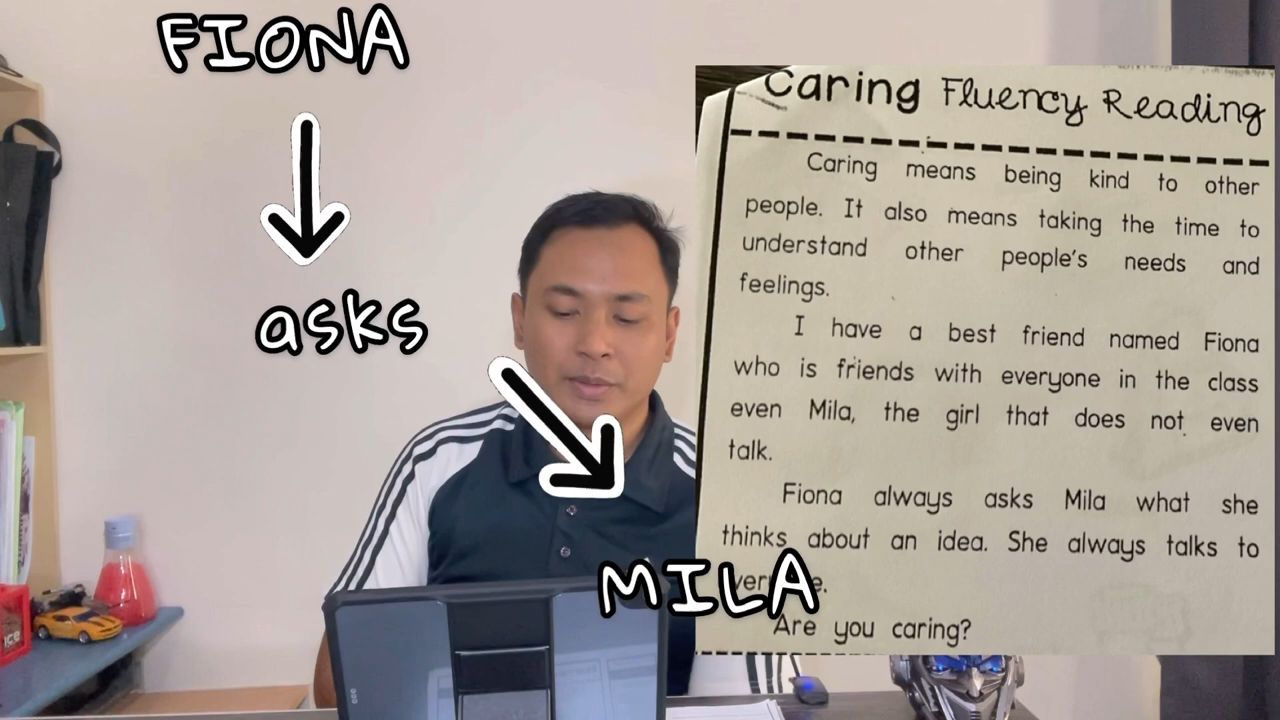 FIONA
asks
MILA
Caring Fluency Reading
Caring means being kind to other
people. It also means taking the time to
understand other people's needs and
feelings.
I have a best friend named Fiona
who is friends with everyone in the class
even Mila, the girl that does not even
talk.
Fiona always asks Mila what she
thinks about an idea. She always talks to
Are you caring?